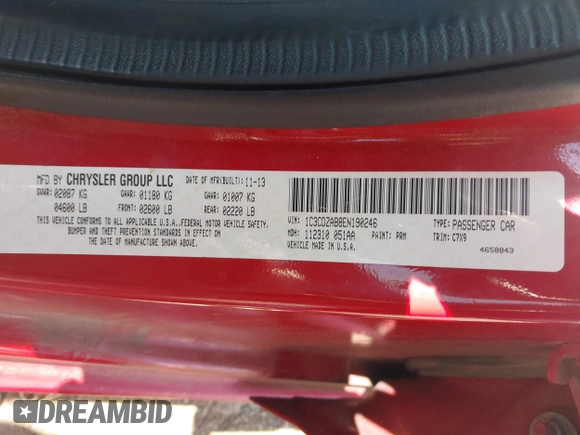 MFD BY CHRYSLER GROUP LLC DATE OF MFR(BUILT): 11-13
GVWR: 02087 KG GAWR: 01180 KG GAWR: 01007 KG
04600 LB FRONT: 02600 LB REAR: 02220 LB
THIS VEHICLE CONFORMS TO ALL APPLICABLE U.S.A. FEDERAL MOTOR VEHICLE SAFETY,
BUMPER AND THEFT PREVENTION STANDARDS IN EFFECT ON THE DATE OF
MANUFACTURE SHOWN ABOVE.
VIN: 1C3CDZAB8EN190246 TYPE: PASSENGER CAR
MDH: 112310 051AA PAINT: PRM TRIM: C7X9
VEHICLE MADE IN U.S.A. 4658843
DREAMBID